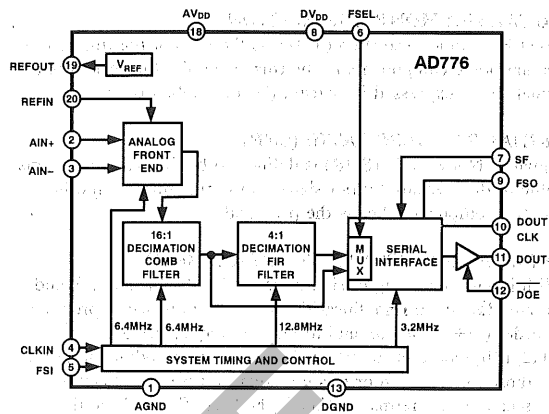 AVDD DVDD FSEL
18 8 6
AD776
REFOUT 19 VREF
REFIN 20
AIN+ 2
AIN– 3
ANALOG
FRONT
END
7 SF
9 FSO
10 DOUT
CLK
11 DOUT
12 DOE
16:1
DECIMATION
COMB
FILTER
4:1
DECIMATION
FIR
FILTER
MUX
SERIAL
INTERFACE
6.4MHz 6.4MHz 12.8MHz 3.2MHz
CLKIN 4
FSI 5
SYSTEM TIMING AND CONTROL
1 13
AGND DGND